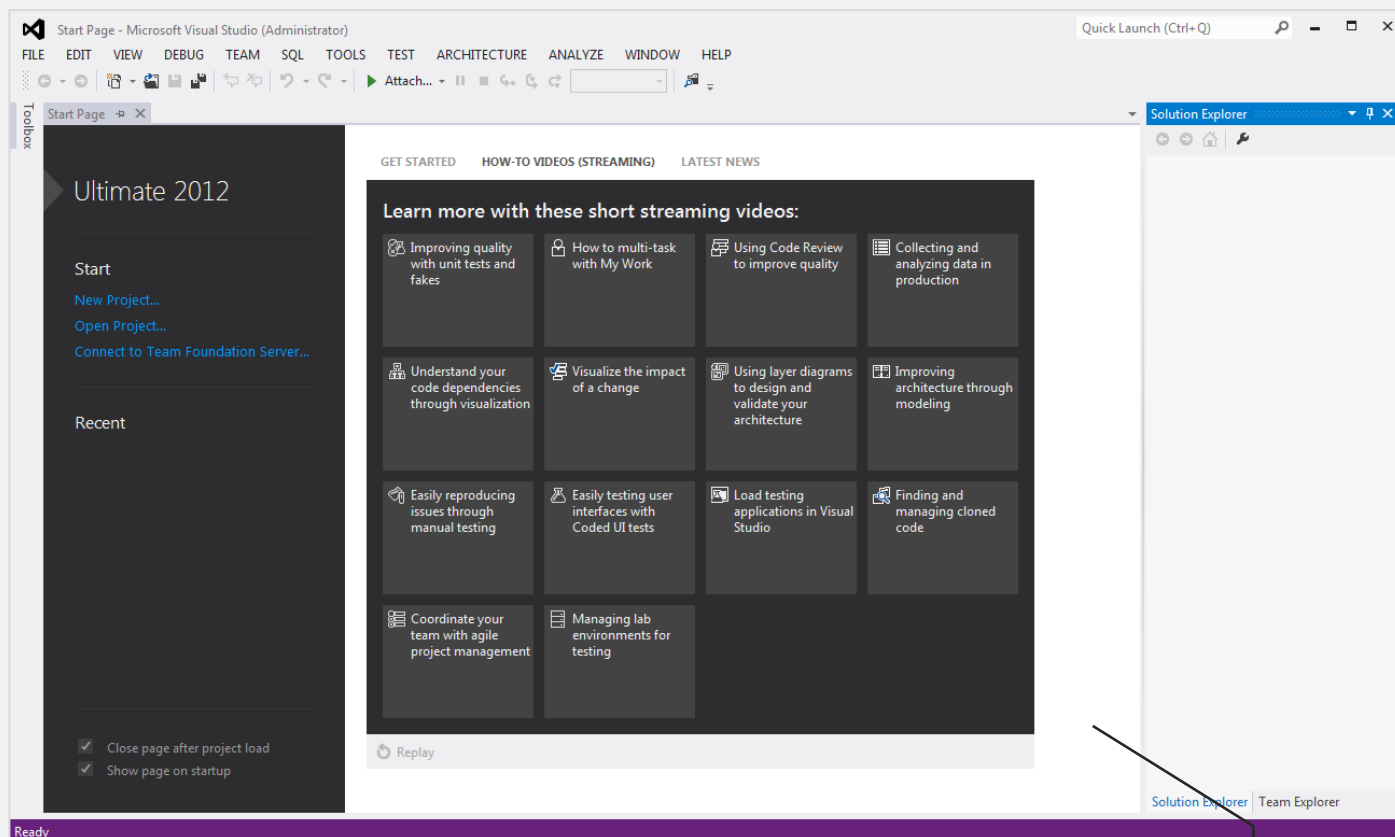 Start Page - Microsoft Visual Studio (Administrator)
Quick Launch (Ctrl+Q)
FILE EDIT VIEW DEBUG TEAM SQL TOOLS TEST ARCHITECTURE ANALYZE WINDOW HELP
Attach...
Toolbox
Start Page
Solution Explorer
Ultimate 2012
Start
New Project...
Open Project...
Connect to Team Foundation Server...
Recent
Close page after project load
Show page on startup
GET STARTED HOW-TO VIDEOS (STREAMING) LATEST NEWS
Learn more with these short streaming videos:
Improving quality
with unit tests and
fakes
How to multi-task
with My Work
Using Code Review
to improve quality
Collecting and
analyzing data in
production
Understand your
code dependencies
through visualization
Visualize the impact
of a change
Using layer diagrams
to design and
validate your
architecture
Improving
architecture through
modeling
Easily reproducing
issues through
manual testing
Easily testing user
interfaces with
Coded UI tests
Load testing
applications in Visual
Studio
Finding and
managing cloned
code
Coordinate your
team with agile
project management
Managing lab
environments for
testing
Replay
Solution Explorer Team Explorer
Ready